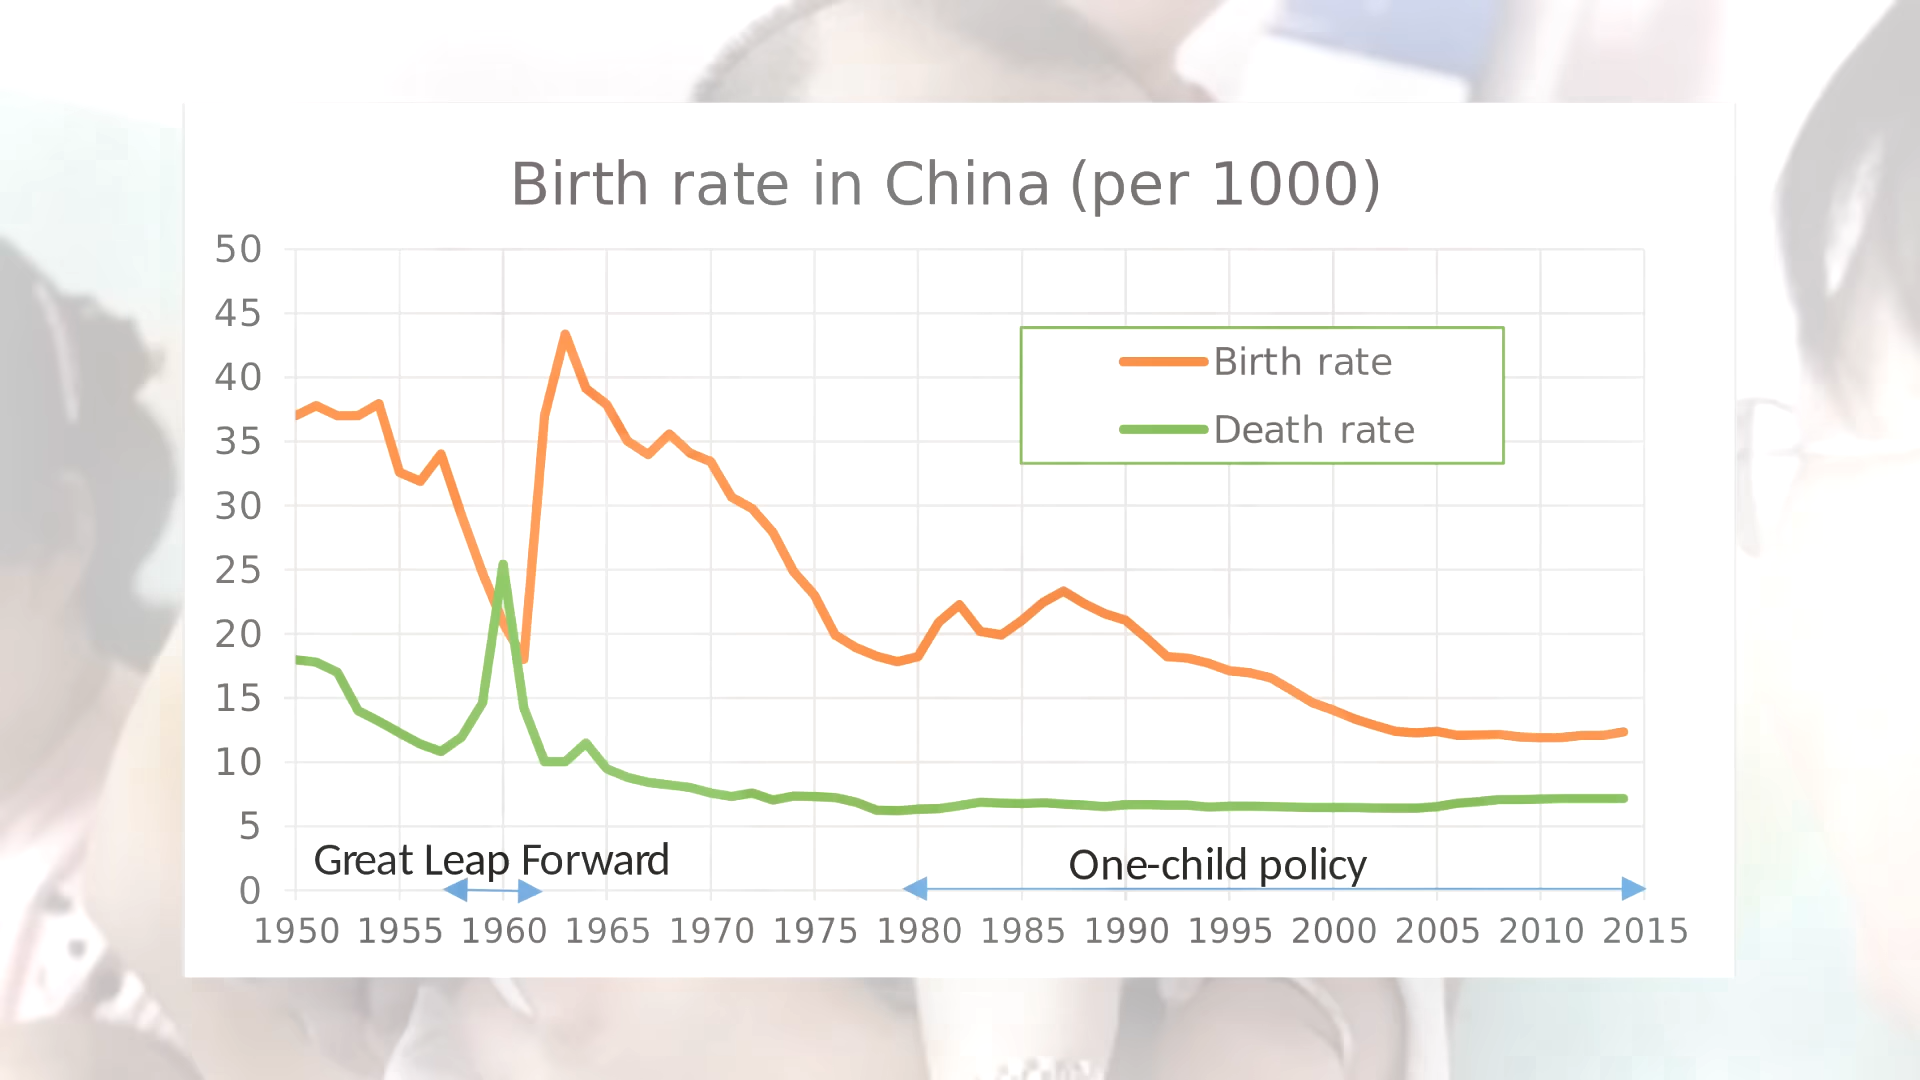 Birth rate in China (per 1000)
50
45
40
35
30
25
20
15
10
5
0
Birth rate
Death rate
Great Leap Forward
One-child policy
1950 1955 1960 1965 1970 1975 1980 1985 1990 1995 2000 2005 2010 2015